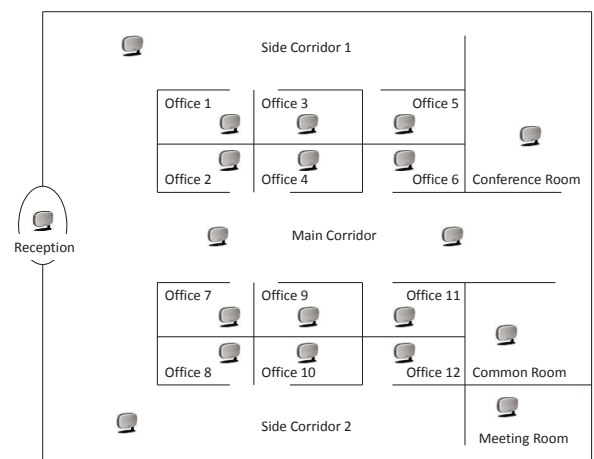 Side Corridor 1
Office 1 Office 3 Office 5
Office 2 Office 4 Office 6 Conference Room
Reception Main Corridor
Office 7 Office 9 Office 11
Office 8 Office 10 Office 12 Common Room
Side Corridor 2
Meeting Room